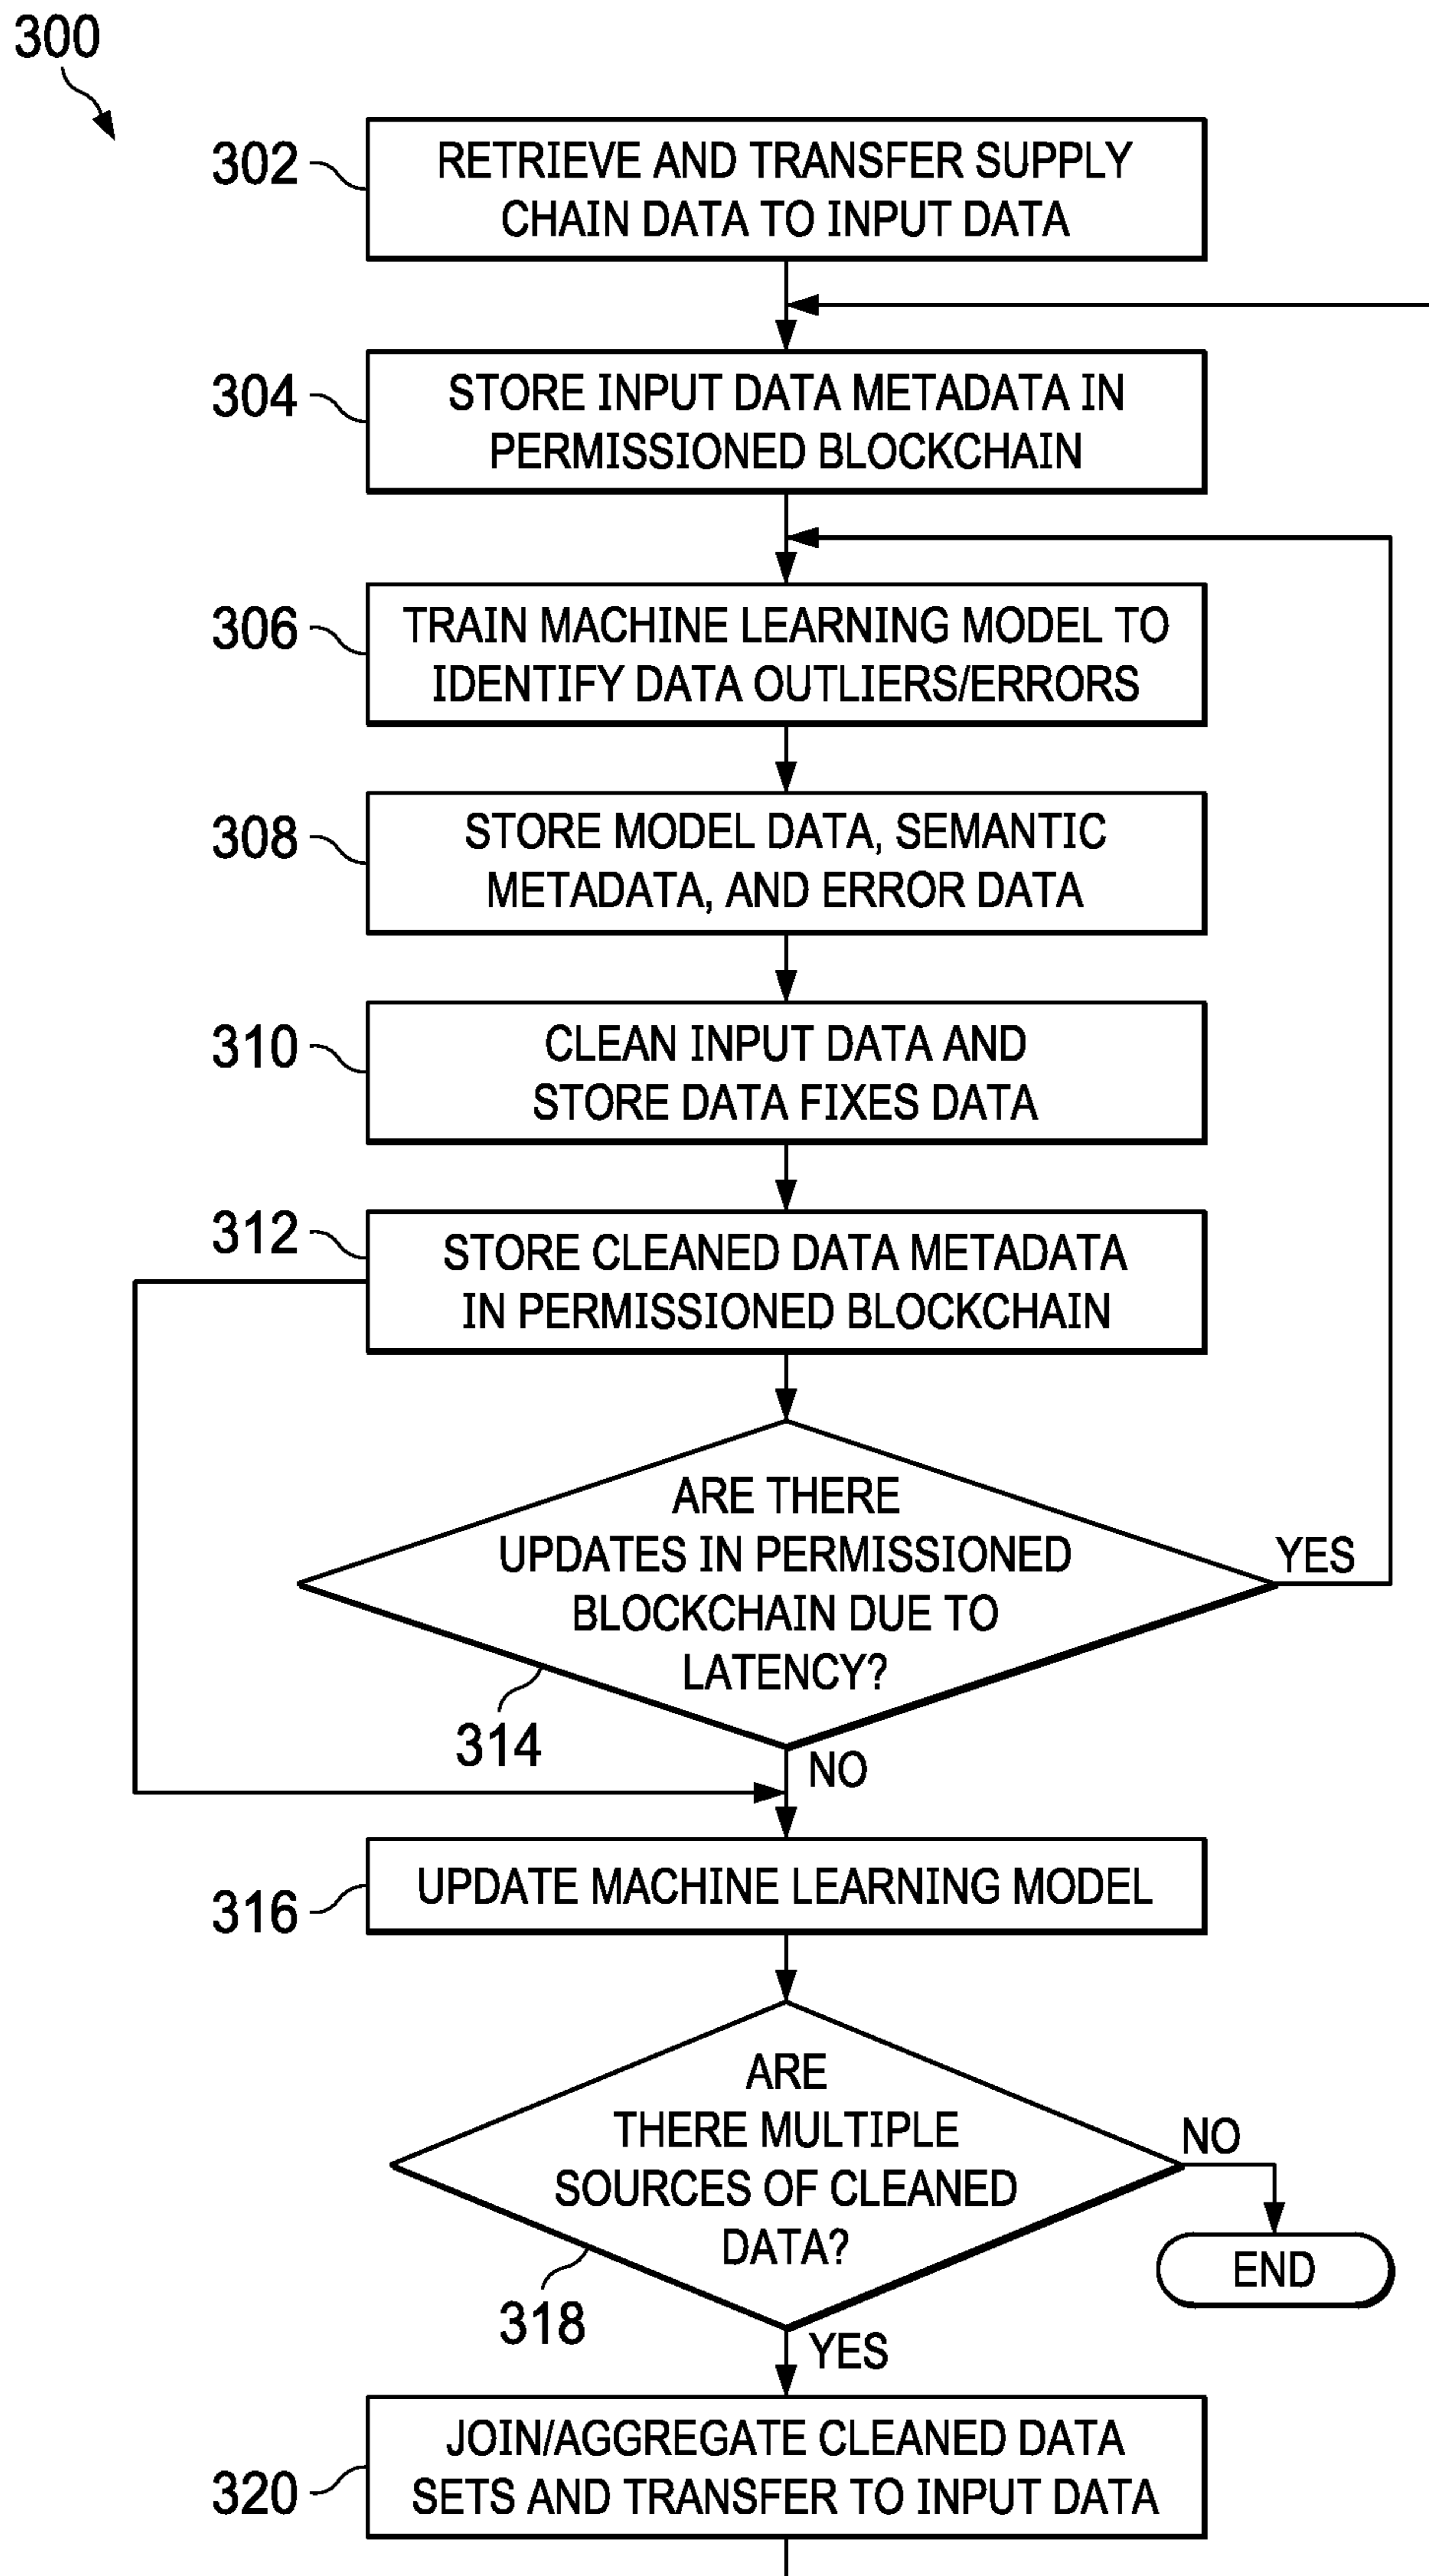 300
302
RETRIEVE AND TRANSFER SUPPLY
CHAIN DATA TO INPUT DATA
304
STORE INPUT DATA METADATA IN
PERMISSIONED BLOCKCHAIN
306
TRAIN MACHINE LEARNING MODEL TO
IDENTIFY DATA OUTLIERS/ERRORS
308
STORE MODEL DATA, SEMANTIC
METADATA, AND ERROR DATA
310
CLEAN INPUT DATA AND
STORE DATA FIXES DATA
312
STORE CLEANED DATA METADATA
IN PERMISSIONED BLOCKCHAIN
ARE THERE
UPDATES IN PERMISSIONED
BLOCKCHAIN DUE TO
LATENCY?
YES
314
NO
316
UPDATE MACHINE LEARNING MODEL
ARE
THERE MULTIPLE
SOURCES OF CLEANED
DATA?
NO
END
318
YES
320
JOIN/AGGREGATE CLEANED DATA
SETS AND TRANSFER TO INPUT DATA